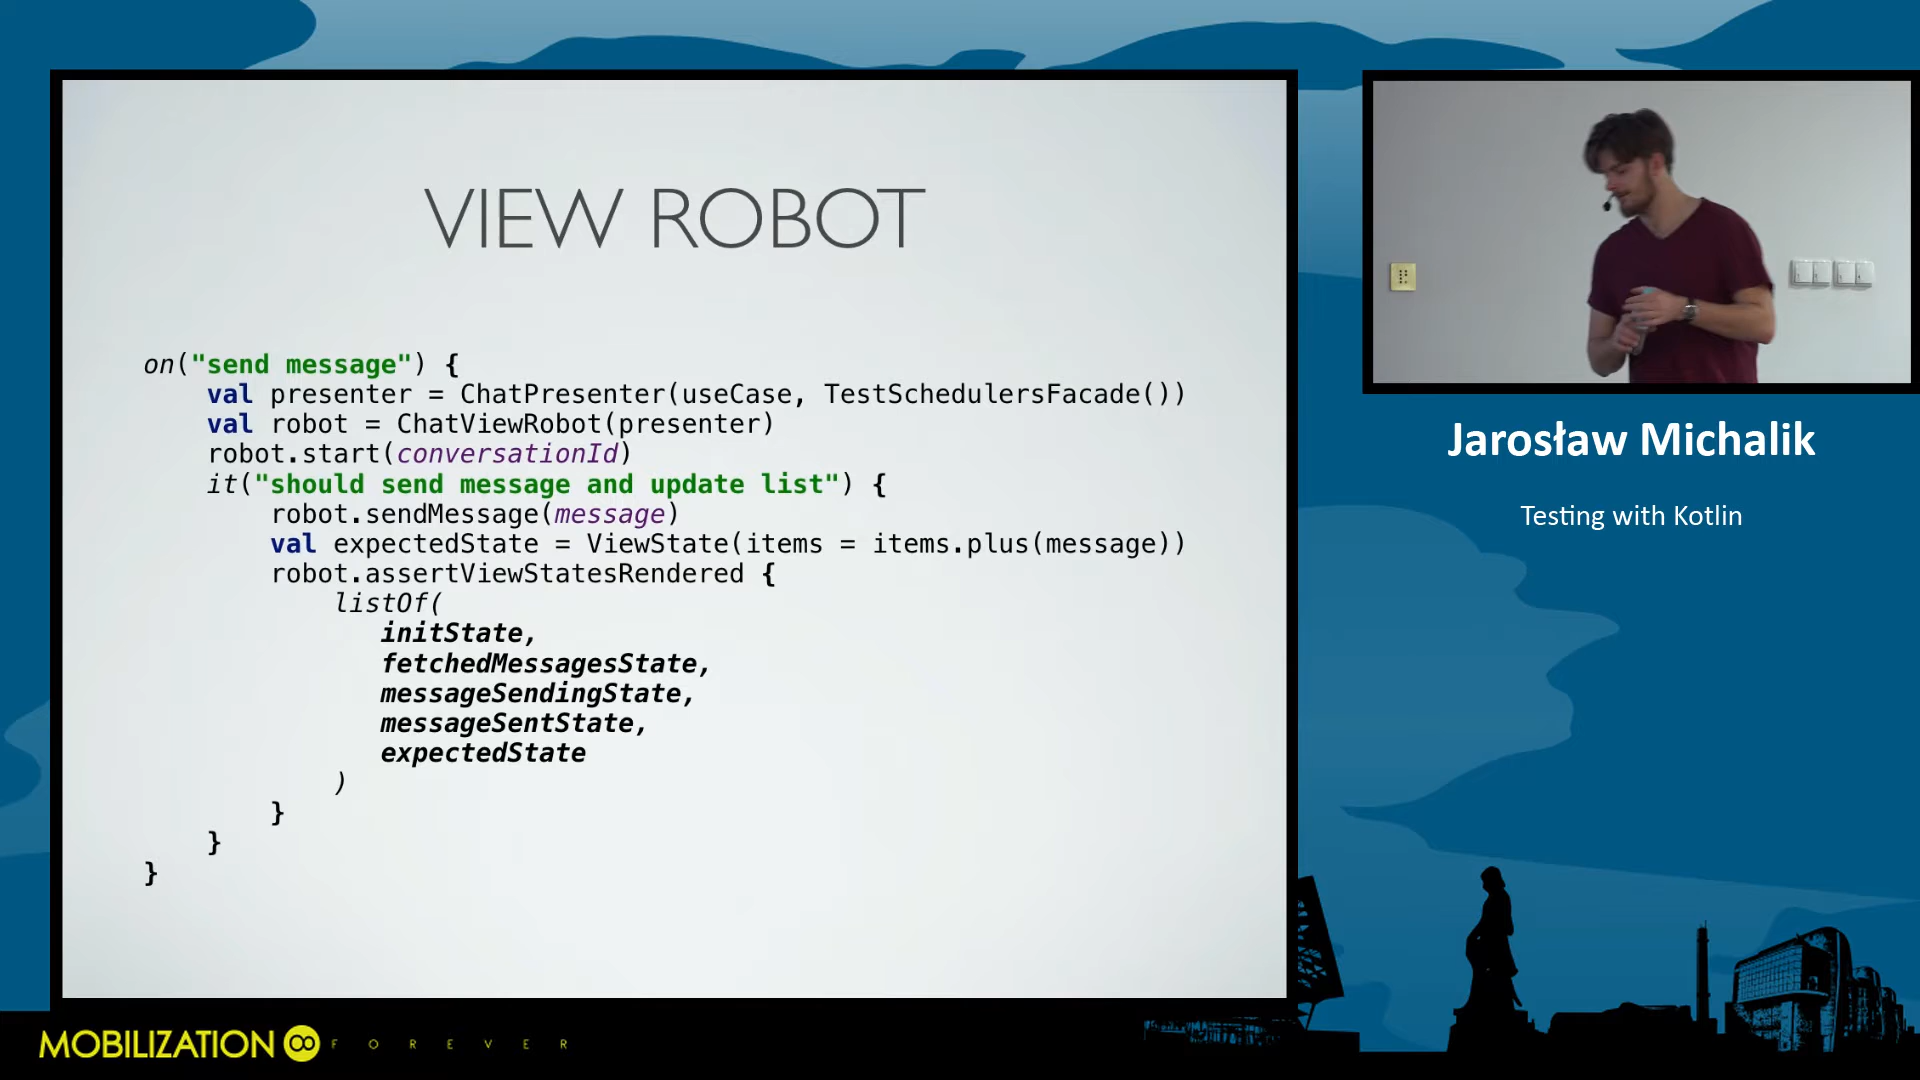 VIEW ROBOT
on("send message") {
val presenter = ChatPresenter(useCase, TestSchedulersFacade())
val robot = ChatViewRobot(presenter)
robot.start(conversationId)
it("should send message and update list") {
robot.sendMessage(message)
val expectedState = ViewState(items = items.plus(message))
robot.assertViewStatesRendered {
listOf(
initState,
fetchedMessagesState,
messageSendingState,
messageSentState,
expectedState
)
}
}
}
Jarosław Michalik
Testing with Kotlin
MOBILIZATION ∞ FOREVER